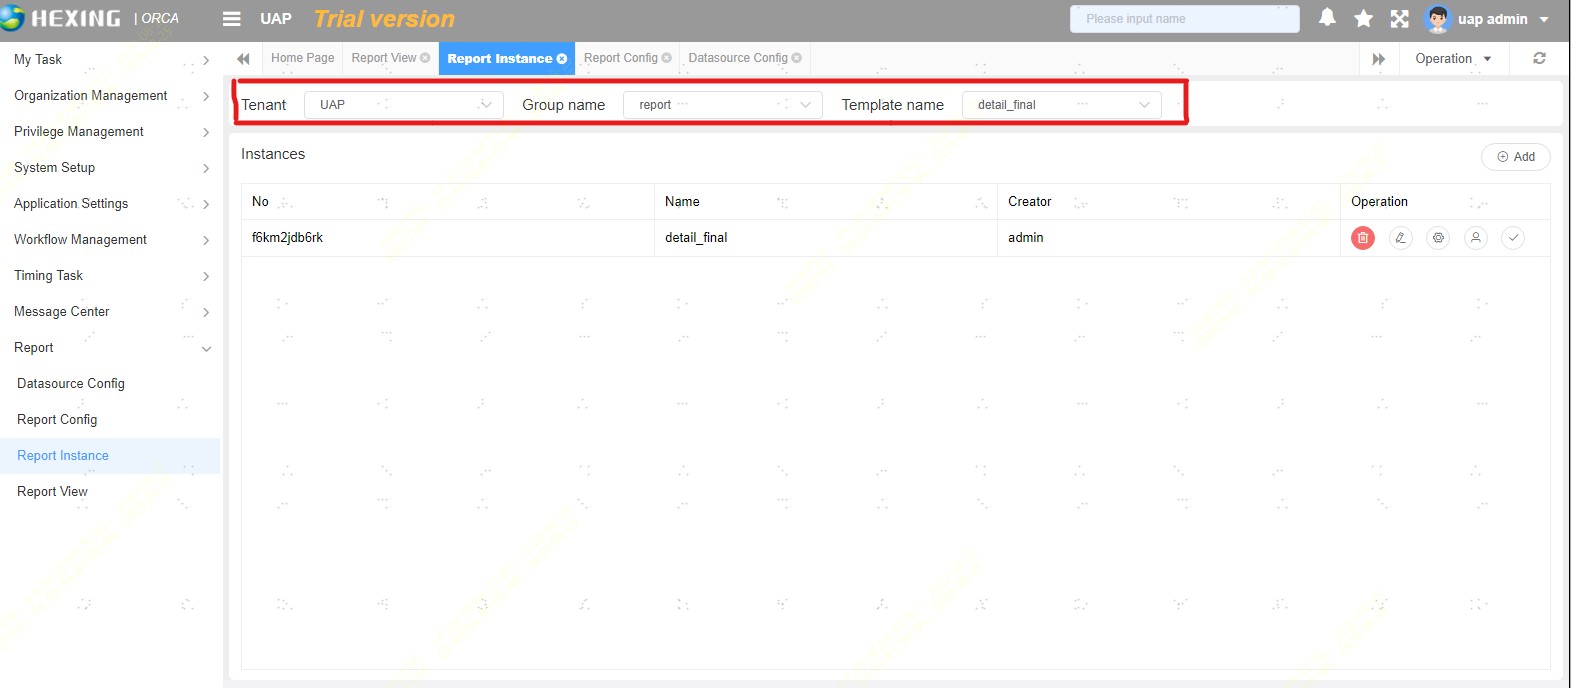 HEXING | ORCA UAP Trial version Please input name uap admin
My Task
Organization Management
Privilege Management
System Setup
Application Settings
Workflow Management
Timing Task
Message Center
Report
Datasource Config
Report Config
Report Instance
Report View
Home Page Report View Report Instance Report Config Datasource Config Operation
Tenant UAP Group name report Template name detail_final
Instances
Add
No Name Creator Operation
f6km2jdb6rk detail_final admin